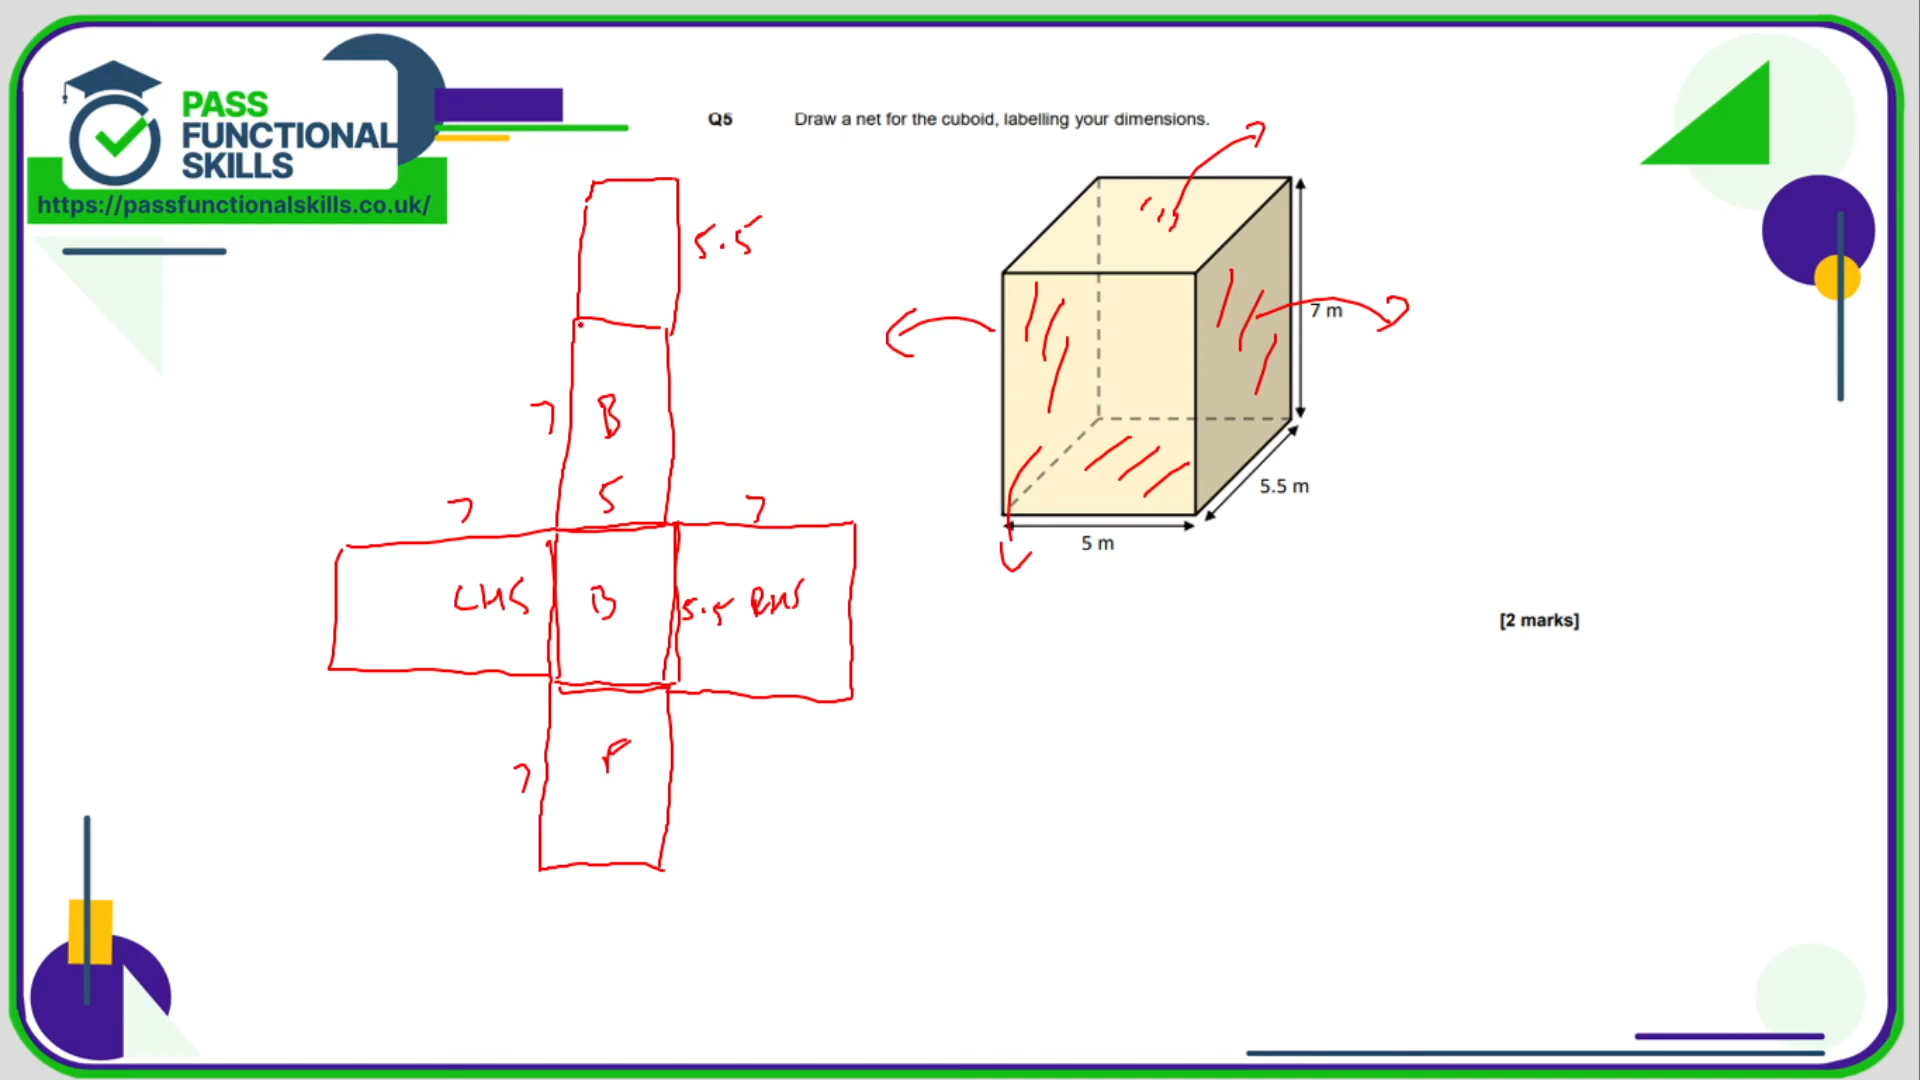 PASS
FUNCTIONAL
SKILLS
https://passfunctionalskills.co.uk/
Q5 Draw a net for the cuboid, labelling your dimensions.
5.5
7 m
7
B
5
5.5 m
7
7
5 m
LHS
B
5.5
RHS
[2 marks]
F
7